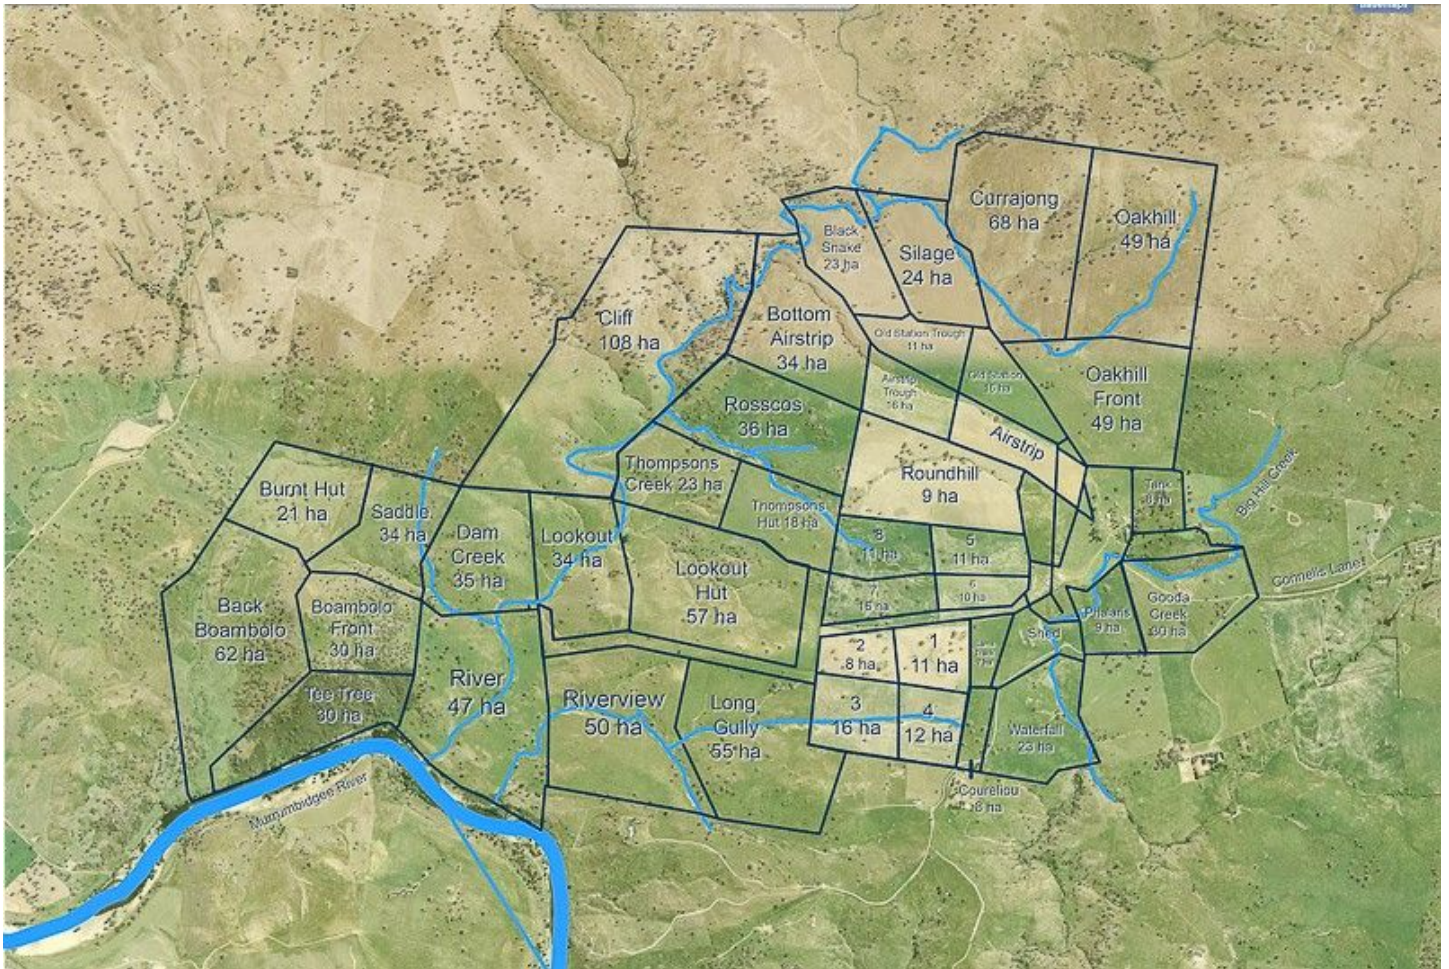 Currajong
68 ha
Oakhill
49 ha
Black
Snake
23 ha
Silage
24 ha
Cliff
108 ha
Bottom
Airstrip
34 ha
Old Station Trough
11 ha
Airstrip
Trough
16 ha
Old Station
Oakhill
Front
49 ha
Rosscos
36 ha
Airstrip
Roundhill
9 ha
Thompsons
Creek 23 ha
Thompsons
Hut 18 ha
Burnt Hut
21 ha
Saddle
34 ha
Dam
Creek
35 ha
Lookout
34 ha
Lookout
Hut
57 ha
8
11 ha
5
11 ha
7
16 ha
6
10 ha
Tank
8 ha
Big Hill Creek
Connells Lane
Back
Boambolo
62 ha
Boambolo
Front
30 ha
Tee Tree
30 ha
River
47 ha
Riverview
50 ha
Long
Gully
55 ha
2
8 ha
1
11 ha
3
16 ha
4
12 ha
Shed
Phalaris
9 ha
Gooda
Creek
30 ha
Waterfall
23 ha
8 ha
Murrumbidgee River